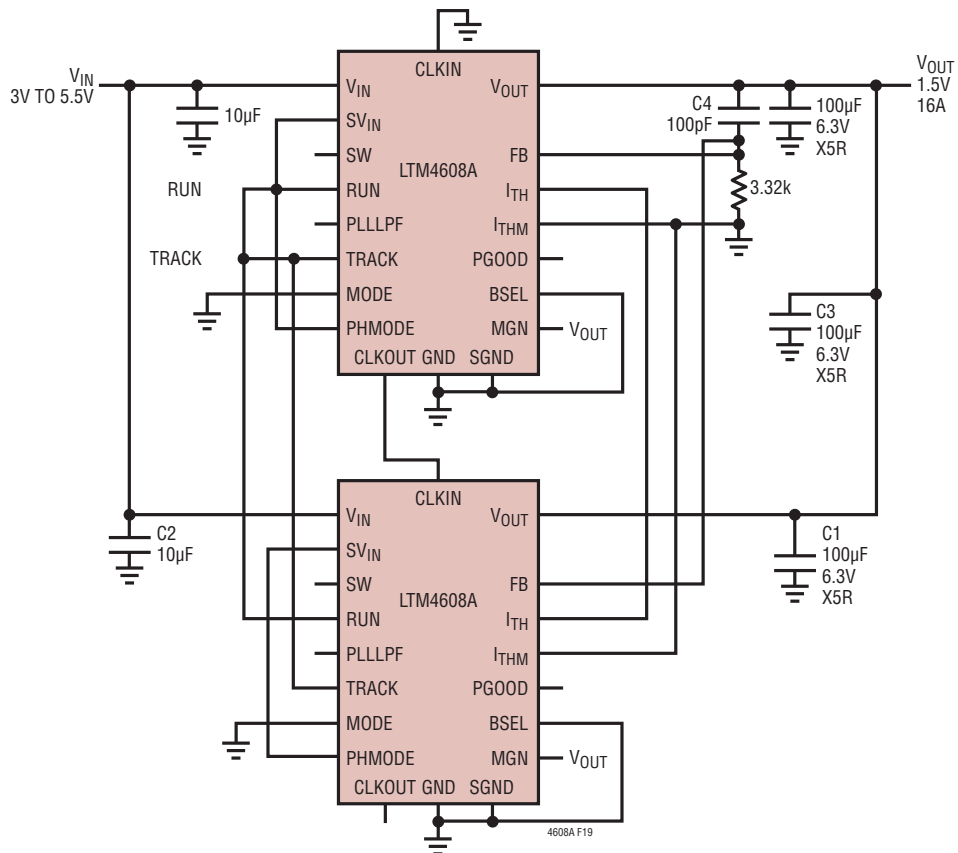 CLKIN
VIN
3V TO 5.5V
10µF
VIN
SVIN
SW
RUN
PLLLPF
TRACK
MODE
PHMODE
RUN
TRACK
LTM4608A
VOUT
FB
ITH
ITHM
PGOOD
BSEL
MGN
CLKOUT GND SGND
VOUT
C4
100pF
100µF
6.3V
X5R
VOUT
1.5V
16A
3.32k
C3
100µF
6.3V
X5R
CLKIN
C2
10µF
VIN
SVIN
SW
RUN
PLLLPF
TRACK
MODE
PHMODE
LTM4608A
VOUT
FB
ITH
ITHM
PGOOD
BSEL
MGN
CLKOUT GND SGND
VOUT
C1
100µF
6.3V
X5R
4608A F19